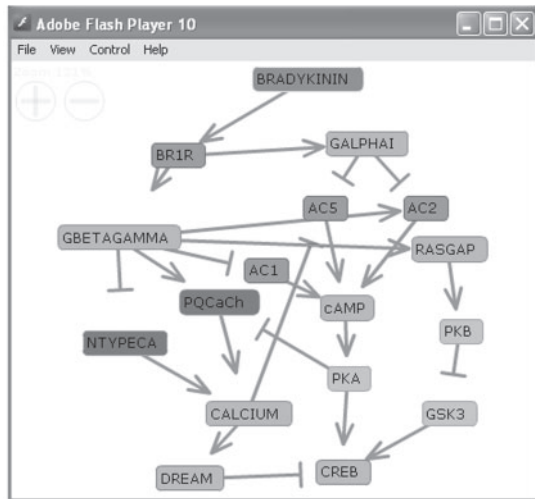 Adobe Flash Player 10
File View Control Help
BRADYKININ
BR1R
GALPHAI
AC5
AC2
GBETAGAMMA
RASGAP
AC1
PQCaCh
cAMP
NTYPECA
PKB
PKA
CALCIUM
GSK3
DREAM
CREB